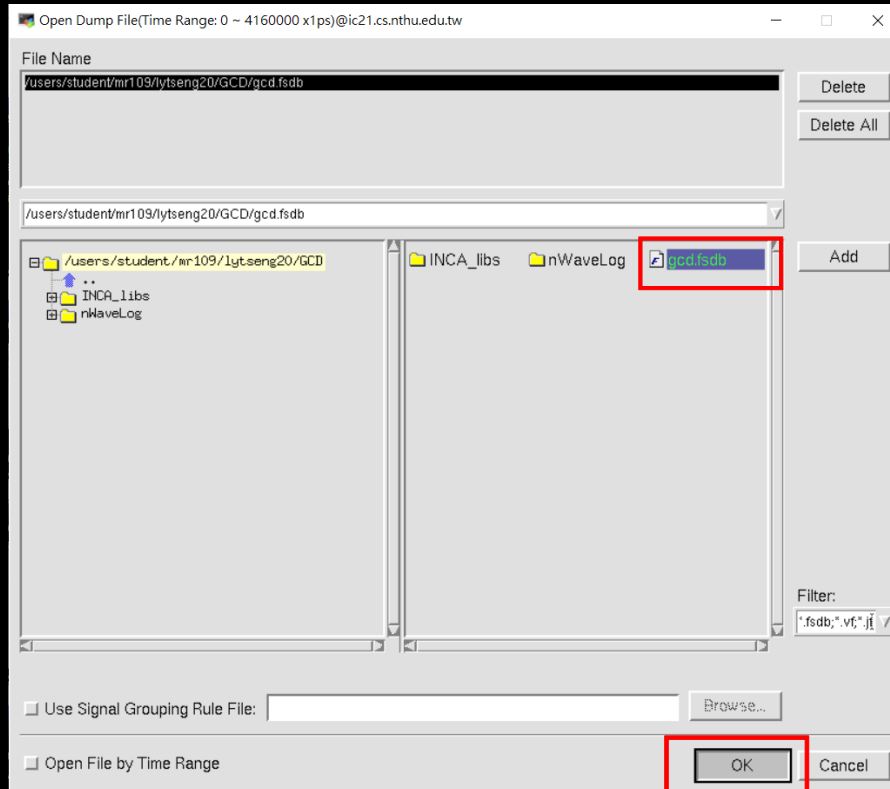 Open Dump File(Time Range: 0 ~ 4160000 x1ps)@ic21.cs.nthu.edu.tw
File Name
/users/student/mr109/lytseng20/GCD/gcd.fsdb
Delete
Delete All
/users/student/mr109/lytseng20/GCD/gcd.fsdb
/users/student/mr109/lytseng20/GCD
..
INCA_libs
nWaveLog
INCA_libs nWaveLog gcd.fsdb
Add
Filter:
*.fsdb;*.vf;*.jf
Use Signal Grouping Rule File:
Browse...
Open File by Time Range
OK
Cancel